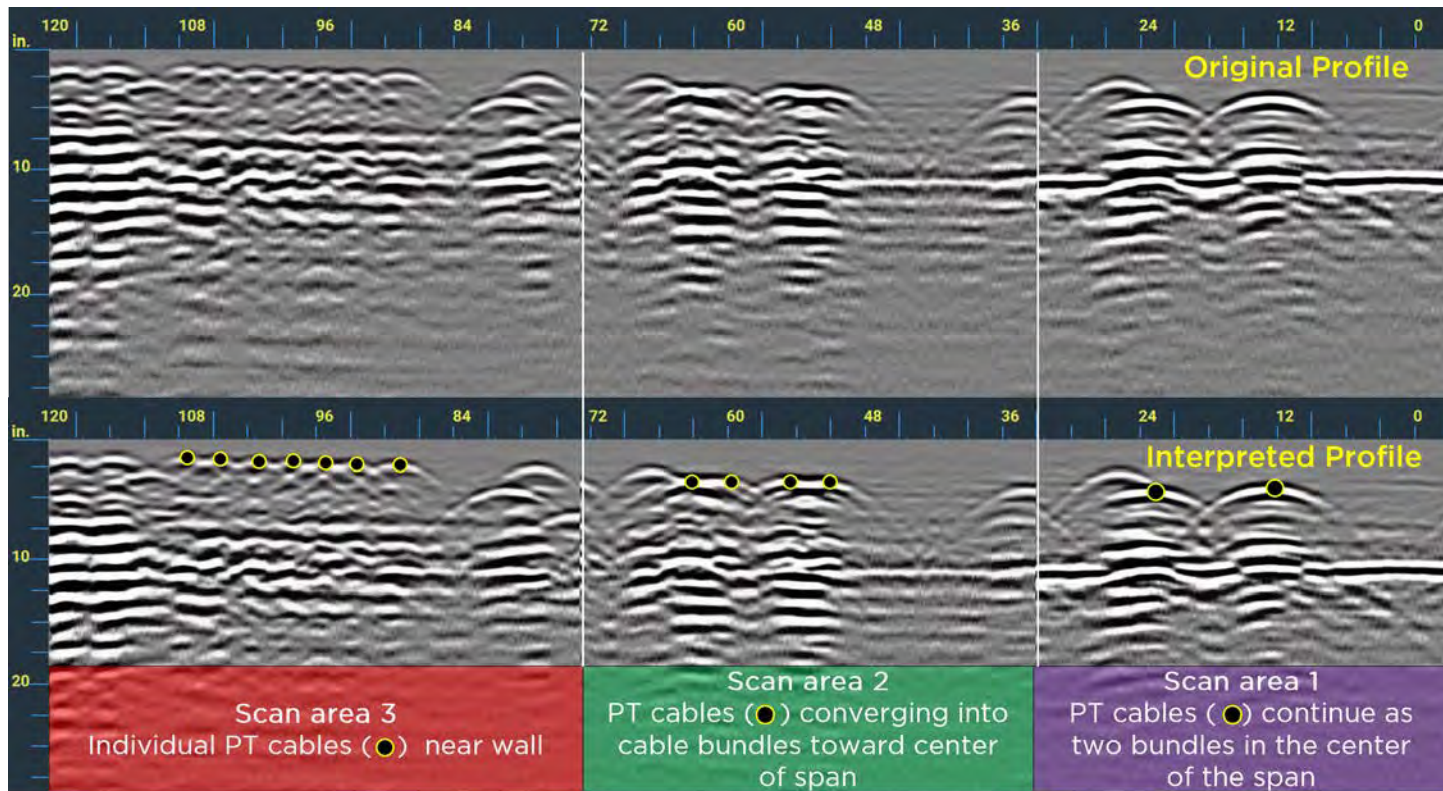 120 108 96 84 72 60 48 36 24 12 0
in.
Original Profile
10
20
120 108 96 84 72 60 48 36 24 12 0
in.
Interpreted Profile
10
20
Scan area 3
Individual PT cables (●) near wall
Scan area 2
PT cables (●) converging into
cable bundles toward center
of span
Scan area 1
PT cables (●) continue as
two bundles in the center
of the span